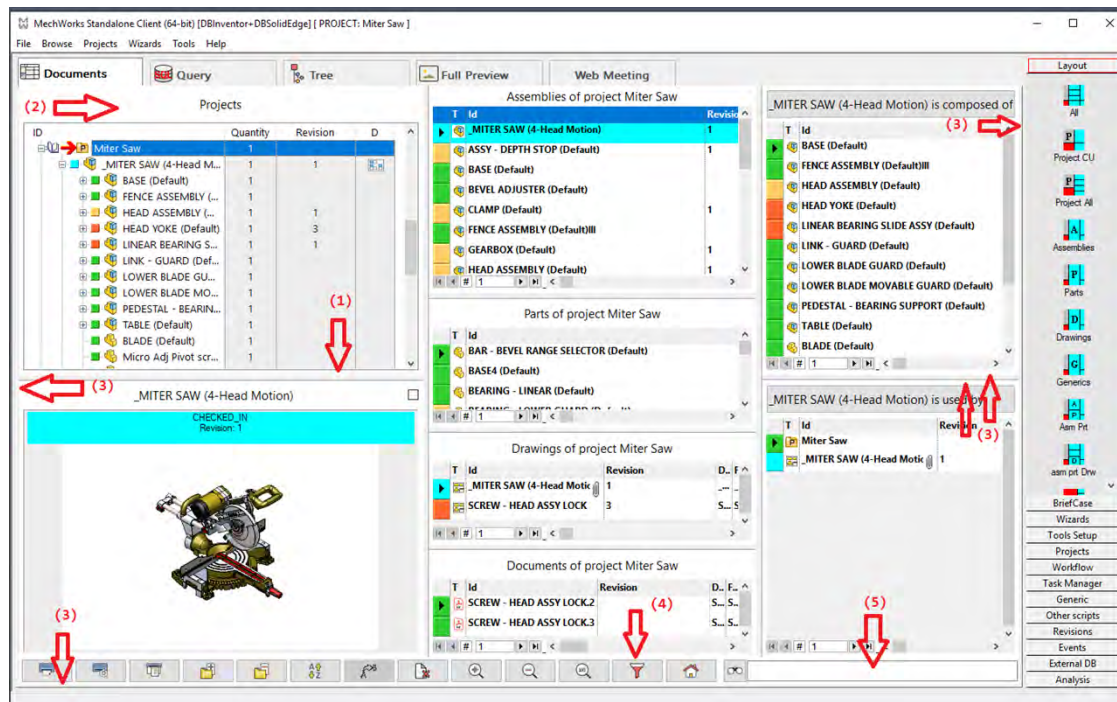 MechWorks Standalone Client (64-bit) [DBInventor+DBSolidEdge] [ PROJECT: Miter Saw ]
File Browse Projects Wizards Tools Help
Documents Query Tree Full Preview Web Meeting
(2)
Projects
ID Quantity Revision D
Miter Saw 1
_MITER SAW (4-Head M... 1 1
BASE (Default) 1
FENCE ASSEMBLY (... 1
HEAD ASSEMBLY (... 1 1
HEAD YOKE (Default) 1 3
LINEAR BEARING S... 1 1
LINK - GUARD (Def... 1
LOWER BLADE GU... 1
LOWER BLADE MO... 1
PEDESTAL - BEARIN... 1
TABLE (Default) 1
BLADE (Default) 1
Micro Adj Pivot scr... 1
(1)
(3)
_MITER SAW (4-Head Motion)
CHECKED_IN
Revision: 1
(3)
Assemblies of project Miter Saw
T Id Revisio
_MITER SAW (4-Head Motion) 1
ASSY - DEPTH STOP (Default) 1
BASE (Default)
BEVEL ADJUSTER (Default)
CLAMP (Default) 1
FENCE ASSEMBLY (Default)III
GEARBOX (Default) 1
HEAD ASSEMBLY (Default) 1
# 1
Parts of project Miter Saw
T Id
BAR - BEVEL RANGE SELECTOR (Default)
BASE4 (Default)
BEARING - LINEAR (Default)
# 1
Drawings of project Miter Saw
T Id Revision D.. F
_MITER SAW (4-Head Motic 1
SCREW - HEAD ASSY LOCK 3 S... S
# 1
Documents of project Miter Saw
T Id Revision D.. F..
SCREW - HEAD ASSY LOCK.2 S... S..
SCREW - HEAD ASSY LOCK.3 S... S..
(4)
# 1
_MITER SAW (4-Head Motion) is composed of
(3)
T Id
BASE (Default)
FENCE ASSEMBLY (Default)III
HEAD ASSEMBLY (Default)
HEAD YOKE (Default)
LINEAR BEARING SLIDE ASSY (Default)
LINK - GUARD (Default)
LOWER BLADE GUARD (Default)
LOWER BLADE MOVABLE GUARD (Default)
PEDESTAL - BEARING SUPPORT (Default)
TABLE (Default)
BLADE (Default)
# 1
_MITER SAW (4-Head Motion) is used by
(3)
T Id Revision
Miter Saw
_MITER SAW (4-Head Motic 1
(5)
# 1
Layout
All
Project CU
Project All
Assemblies
Parts
Drawings
Generics
Asm Prt
asm prt Drw
BriefCase
Wizards
Tools Setup
Projects
Workflow
Task Manager
Generic
Other scripts
Revisions
Events
External DB
Analysis